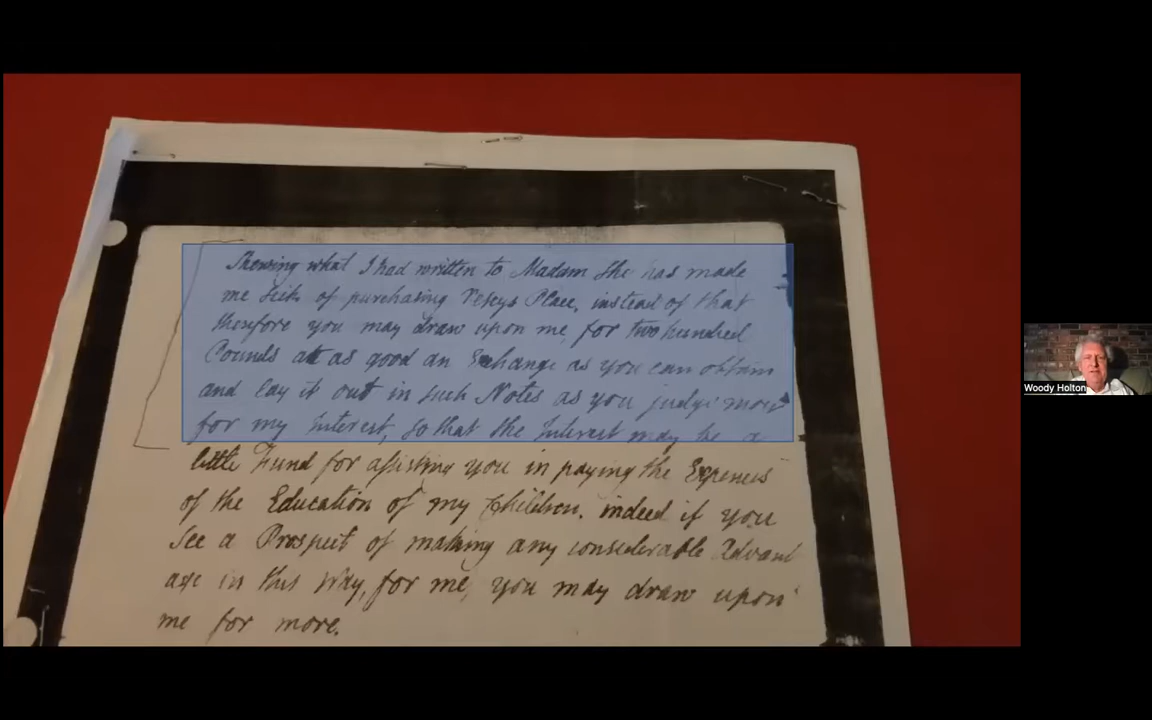 Shewing what I had written to Madam She has made
me sick of purchasing Veseys Place, instead of that
therefore you may draw upon me, for two hundred
Pounds att as good an Exchange as you can obtain
and lay it out in such Notes as you judge most
for my Interest, so that the Interest may be a
little Fund for assisting you in paying the Expences
of the Education of my Children. indeed if you
See a Prospect of making any considerable Advant
age in this Way, for me, you may draw upon
me for more.
Woody Holton